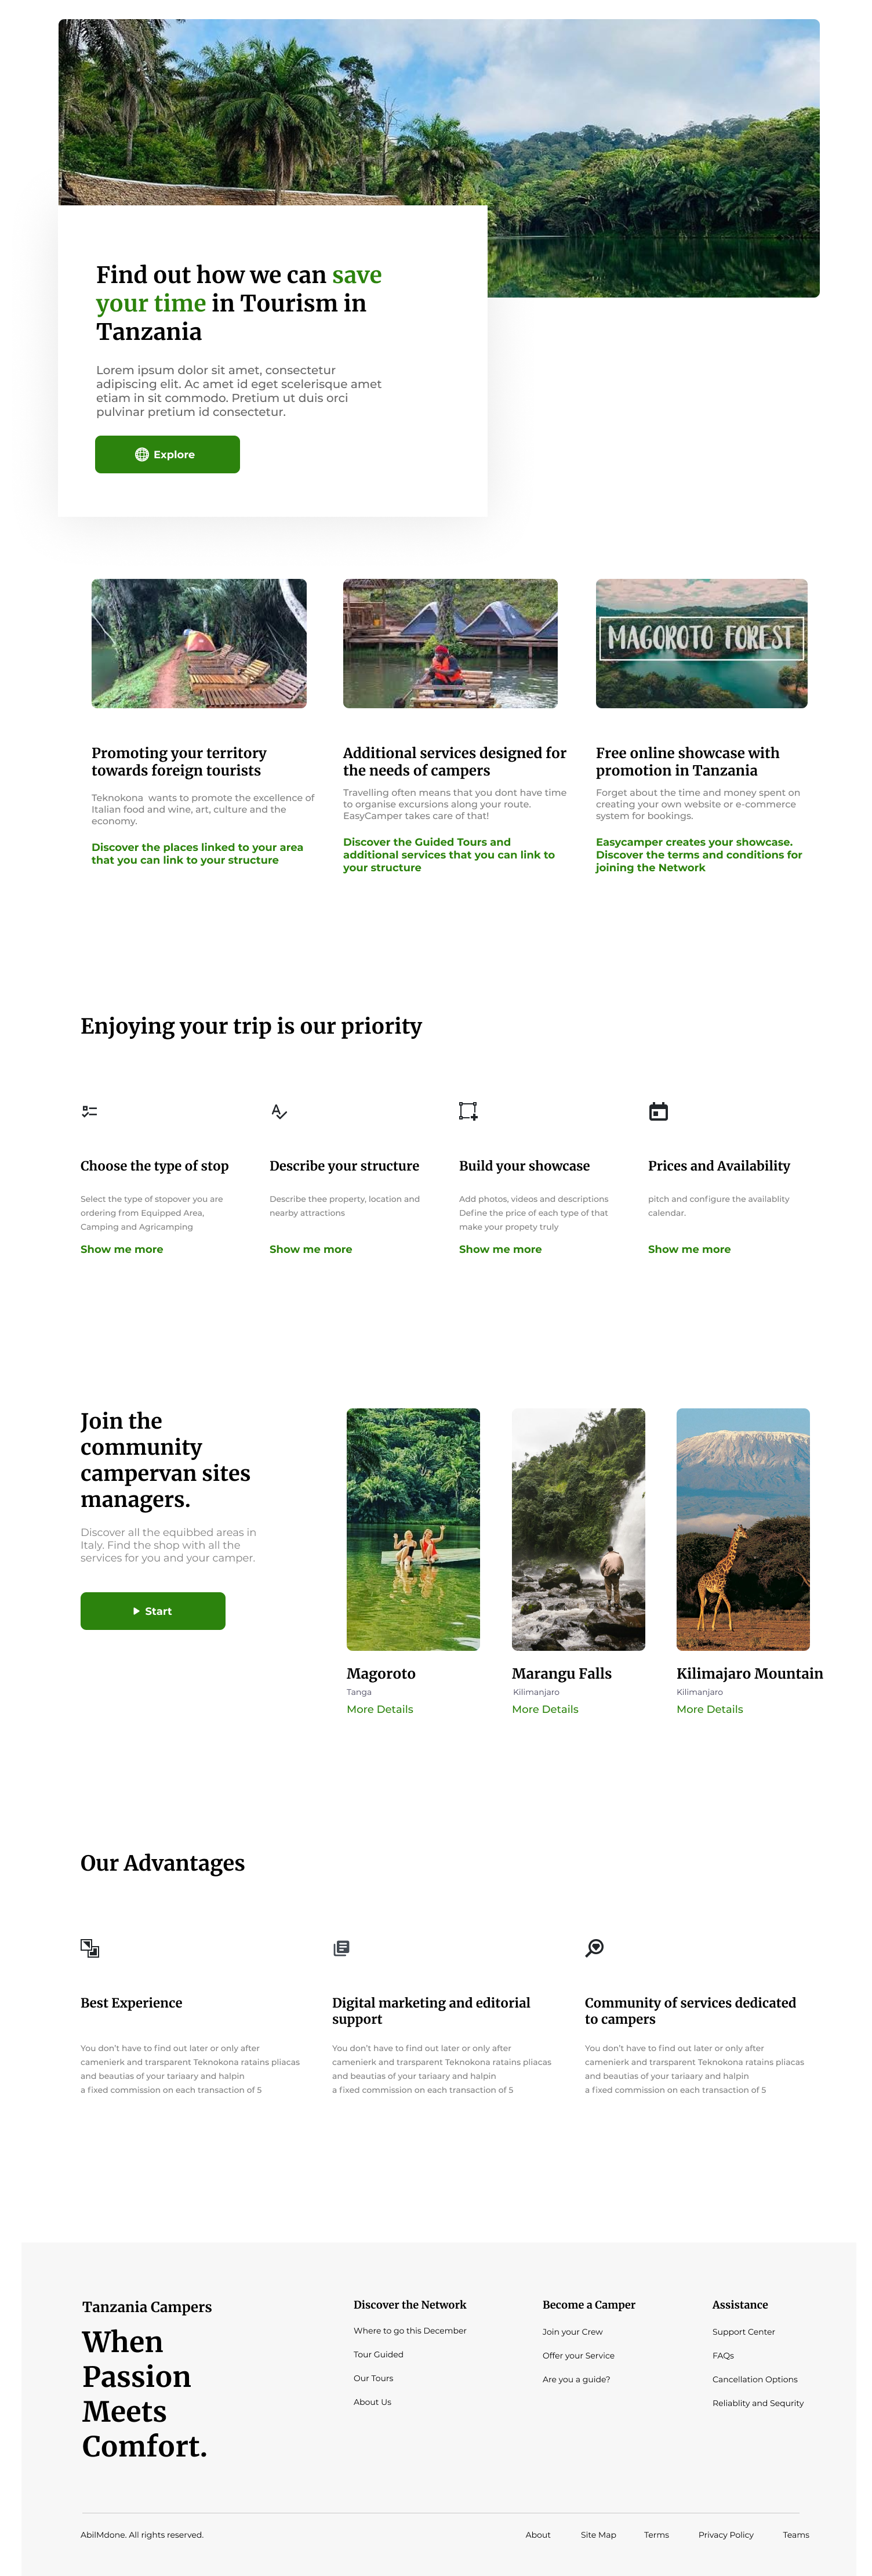 Find out how we can save
your time in Tourism in
Tanzania
Lorem ipsum dolor sit amet, consectetur
adipiscing elit. Ac amet id eget scelerisque amet
etiam in sit commodo. Pretium ut duis orci
pulvinar pretium id consectetur.
Explore
MAGOROTO FOREST
Promoting your territory
towards foreign tourists
Teknokona  wants to promote the excellence of
Italian food and wine, art, culture and the
economy.
Discover the places linked to your area
that you can link to your structure
Additional services designed for
the needs of campers
Travelling often means that you dont have time
to organise excursions along your route.
EasyCamper takes care of that!
Discover the Guided Tours and
additional services that you can link to
your structure
Free online showcase with
promotion in Tanzania
Forget about the time and money spent on
creating your own website or e-commerce
system for bookings.
Easycamper creates your showcase.
Discover the terms and conditions for
joining the Network
Enjoying your trip is our priority
Choose the type of stop
Select the type of stopover you are
ordering from Equipped Area,
Camping and Agricamping
Show me more
Describe your structure
Describe thee property, location and
nearby attractions
Show me more
Build your showcase
Add photos, videos and descriptions
Define the price of each type of that
make your propety truly
Show me more
Prices and Availability
pitch and configure the availablity
calendar.
Show me more
Join the
community
campervan sites
managers.
Discover all the equibbed areas in
Italy. Find the shop with all the
services for you and your camper.
Start
Magoroto
Tanga
More Details
Marangu Falls
Kilimanjaro
More Details
Kilimajaro Mountain
Kilimanjaro
More Details
Our Advantages
Best Experience
You don't have to find out later or only after
camenierk and tarsparent Teknokona ratains pliacas
and beautias of your tariaary and halpin
a fixed commission on each transaction of 5
Digital marketing and editorial
support
You don't have to find out later or only after
camenierk and transparent Teknokona ratains pliacas
and beautias of your tariaary and halpin
a fixed commission on each transaction of 5
Community of services dedicated
to campers
You don't have to find out later or only after
camenierk and transparent Teknokona ratains pliacas
and beautias of your tariaary and halpin
a fixed commission on each transaction of 5
Tanzania Campers
When
Passion
Meets
Comfort.
Discover the Network
Where to go this December
Tour Guided
Our Tours
About Us
Become a Camper
Join your Crew
Offer your Service
Are you a guide?
Assistance
Support Center
FAQs
Cancellation Options
Reliablity and Sequrity
AbilMdone. All rights reserved.
About
Site Map
Terms
Privacy Policy
Teams